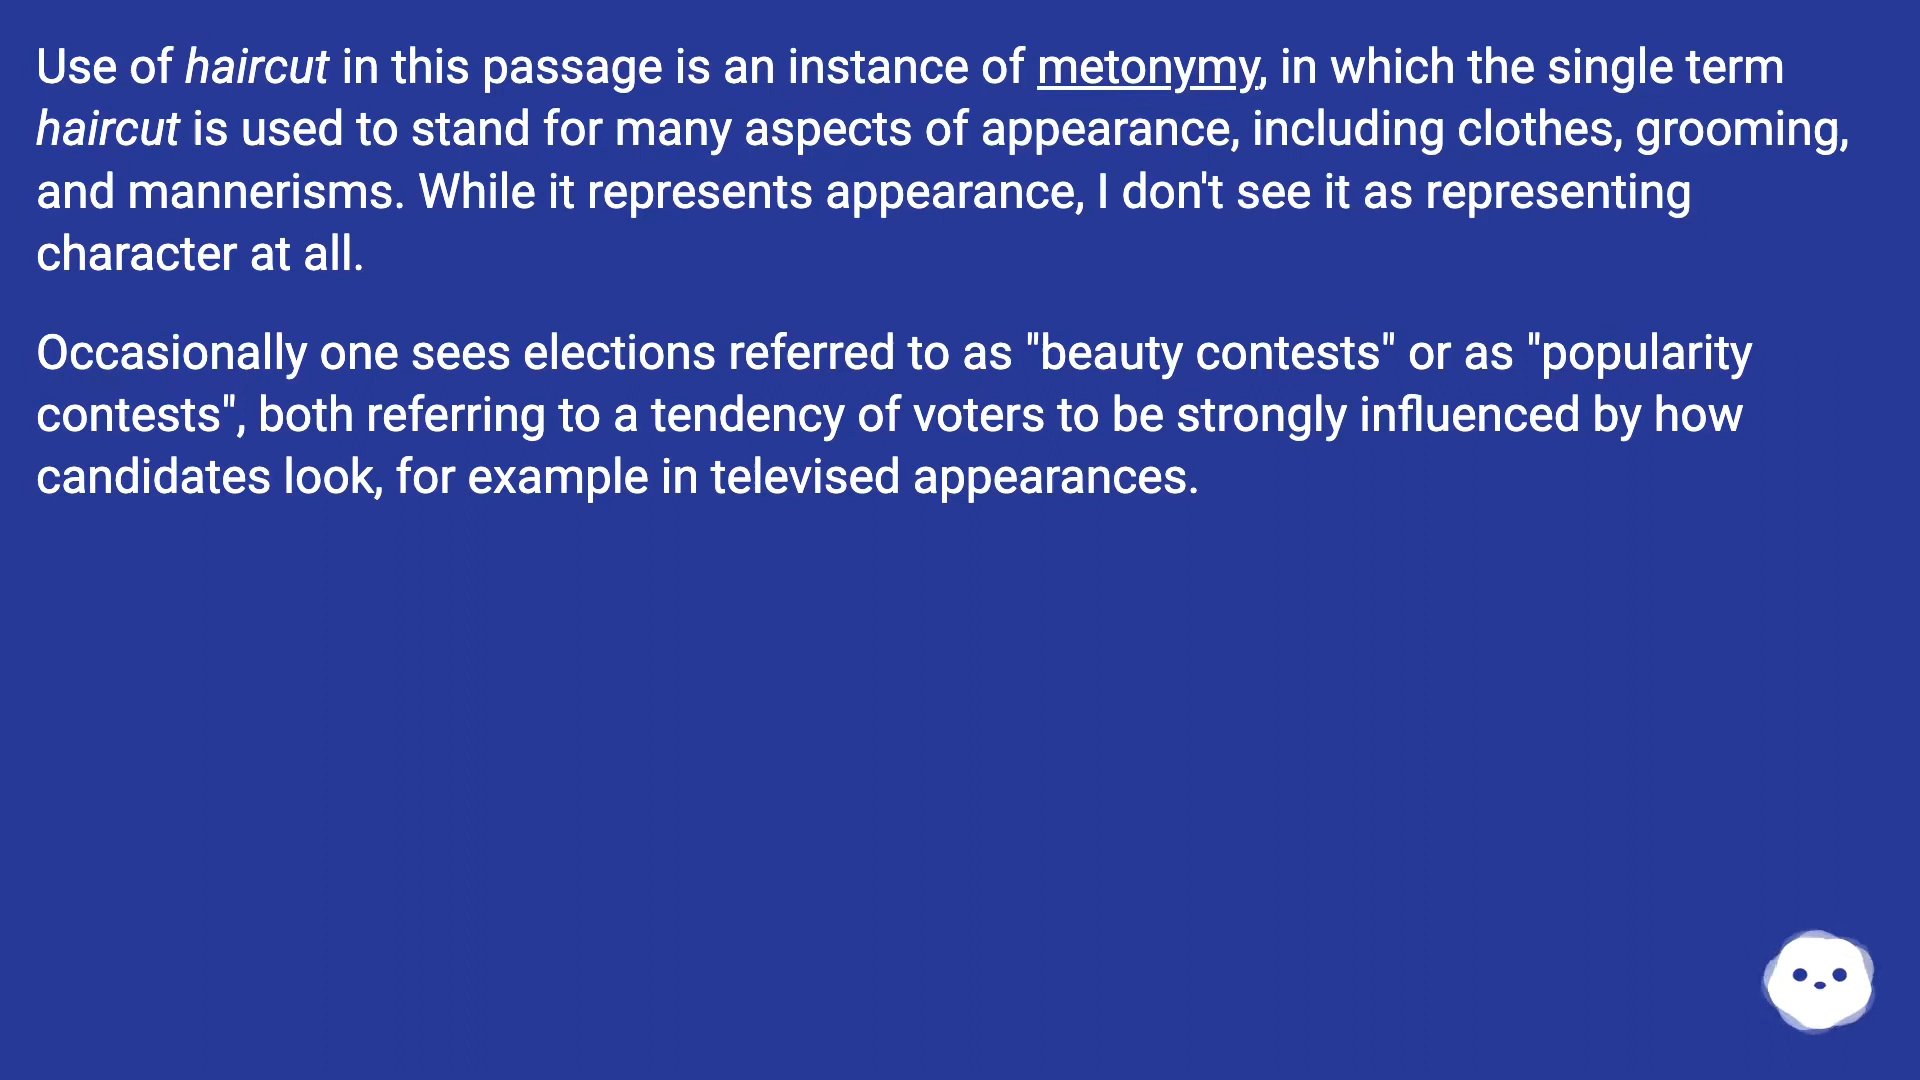 Use of haircut in this passage is an instance of metonymy, in which the single term
haircut is used to stand for many aspects of appearance, including clothes, grooming,
and mannerisms. While it represents appearance, I don't see it as representing
character at all.
Occasionally one sees elections referred to as "beauty contests" or as "popularity
contests", both referring to a tendency of voters to be strongly influenced by how
candidates look, for example in televised appearances.